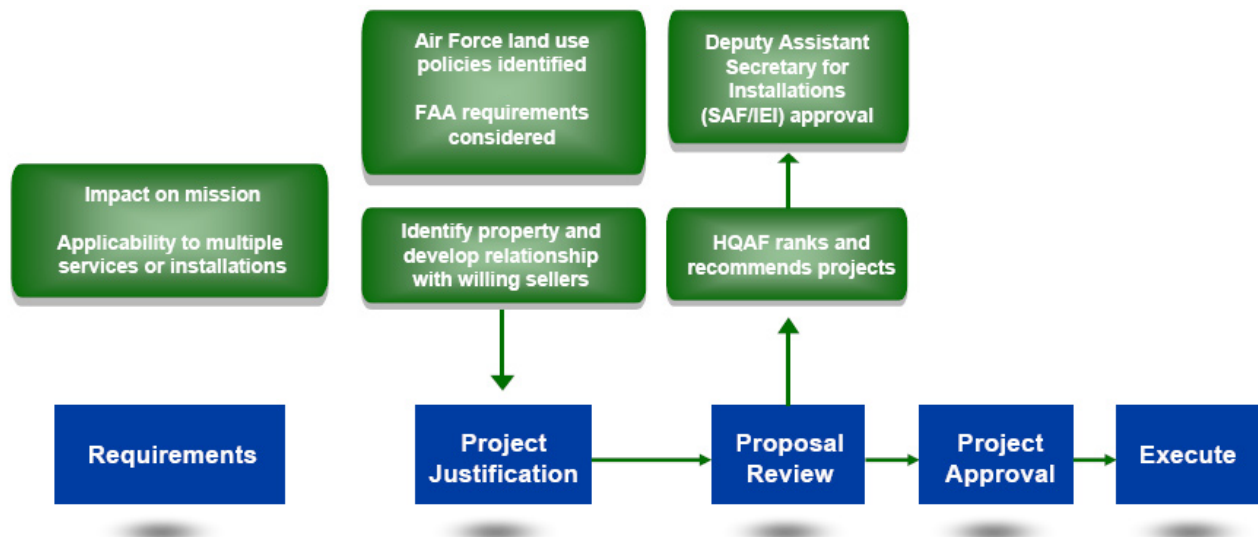 Air Force land use
policies identified
FAA requirements
considered
Deputy Assistant
Secretary for
Installations
(SAF/IEI) approval
Impact on mission
Applicability to multiple
services or installations
Identify property and
develop relationship
with willing sellers
HQAF ranks and
recommends projects
Requirements
Project
Justification
Proposal
Review
Project
Approval
Execute